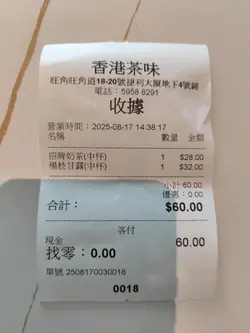 香港茶味
旺角旺角道18-20號捷利大廈地下4號鋪
電話：5958 8291
收據
營業時間：2025-08-17 14:38:17
名稱 數量 金額
招牌奶茶(中杯) 1 $28.00
楊枝甘露(中杯) 1 $32.00
小計:60.00
優惠：0.00
合計： $60.00
客付
現金 60.00
找零：0.00
單號:2508170030018
0018